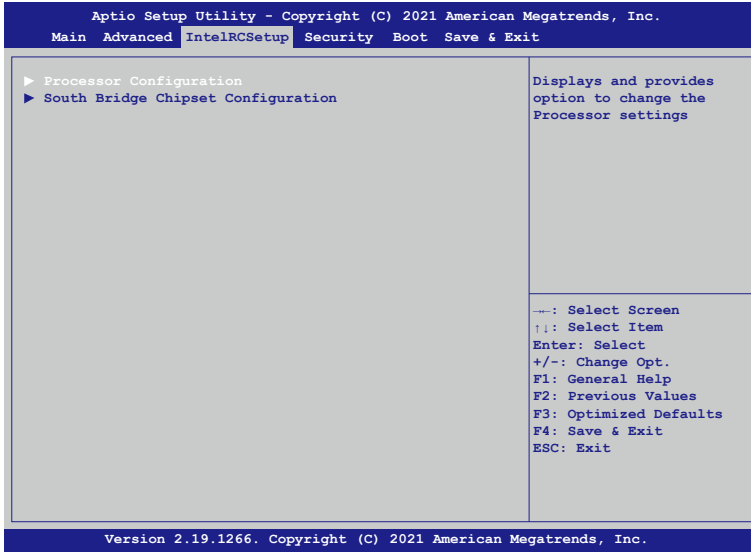 Aptio Setup Utility - Copyright (C) 2021 American Megatrends, Inc.
Main Advanced IntelRCSetup Security Boot Save & Exit
▶ Processor Configuration
▶ South Bridge Chipset Configuration
Displays and provides
option to change the
Processor settings
→←: Select Screen
↑↓: Select Item
Enter: Select
+/-: Change Opt.
F1: General Help
F2: Previous Values
F3: Optimized Defaults
F4: Save & Exit
ESC: Exit
Version 2.19.1266. Copyright (C) 2021 American Megatrends, Inc.